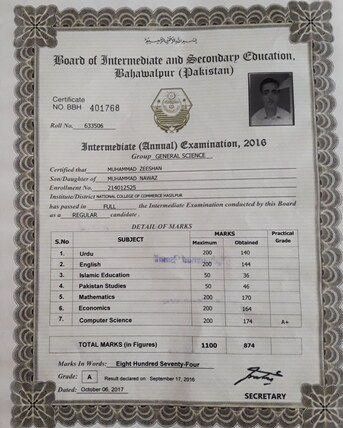 Board of Intermediate and Secondary Education,
Bahawalpur (Pakistan)
Certificate
NO. BBH 401768
Roll No. 633506
Intermediate (Annual) Examination, 2016
Group GENERAL SCIENCE
Certified that MUHAMMAD ZEESHAN
Son/Daughter of MUHAMMAD NAWAZ
Enrollment No. 214012525
Institute/District NATIONAL COLLEGE OF COMMERCE HASILPUR
has passed in FULL the Intermediate Examination conducted by this Board
as a REGULAR candidate.
DETAIL OF MARKS
S.No SUBJECT MARKS Practical Grade
Maximum Obtained
1. Urdu 200 140
2. English 200 144
3. Islamic Education 50 36
4. Pakistan Studies 50 46
5. Mathematics 200 170
6. Economics 200 164
7. Computer Science 200 174 A+
TOTAL MARKS (in Figures) 1100 874
Marks In Words: Eight Hundred Seventy-Four
Grade: A Result declared on: September 17, 2016
Dated: October 06, 2017
SECRETARY